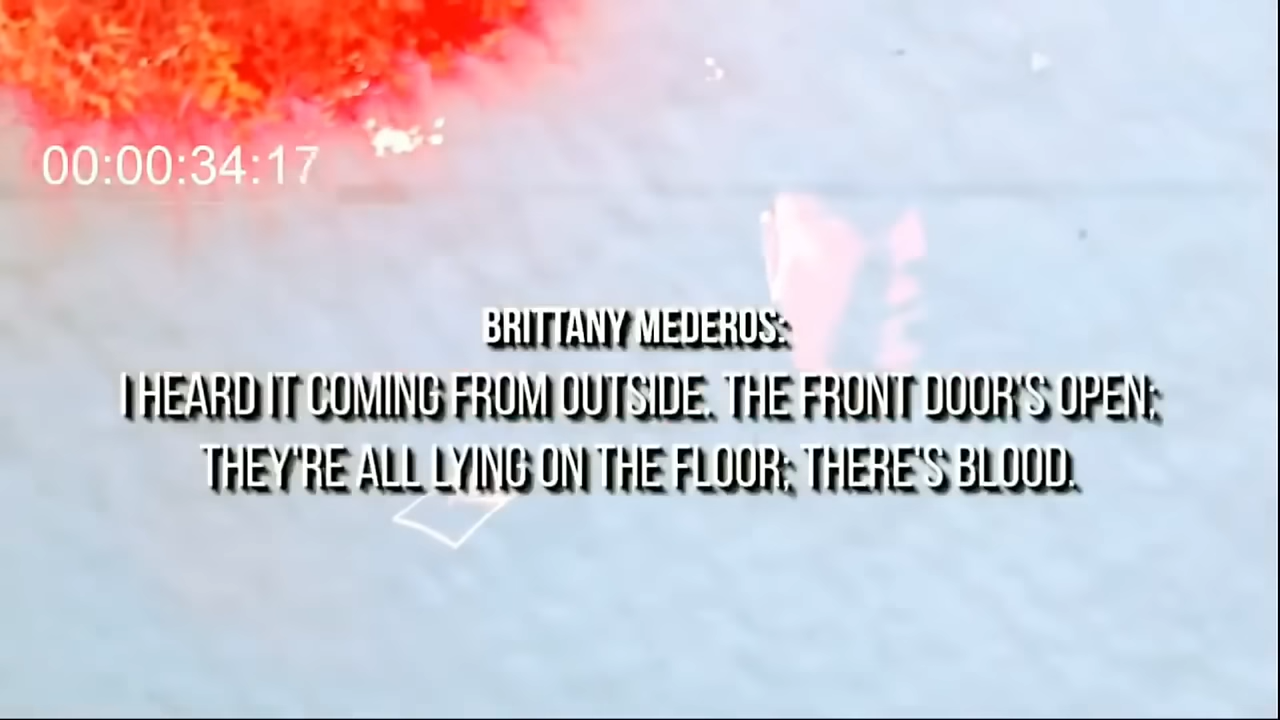 00:00:34:17
BRITTANY MEDEROS:
I HEARD IT COMING FROM OUTSIDE. THE FRONT DOOR'S OPEN;
THEY'RE ALL LYING ON THE FLOOR; THERE'S BLOOD.